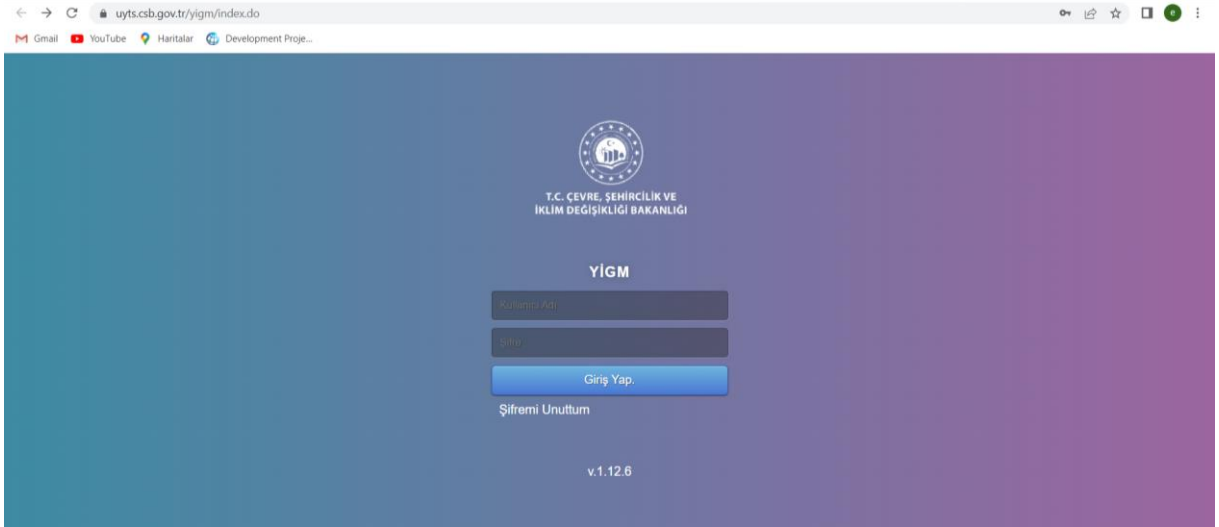 uyts.csb.gov.tr/yigm/index.do
e
Gmail YouTube Haritalar Development Proje...
T.C. ÇEVRE, ŞEHİRCİLİK VE
İKLİM DEĞİŞİKLİĞİ BAKANLIĞI
YİGM
Kullanıcı Adı
Şifre
Giriş Yap.
Şifremi Unuttum
v.1.12.6